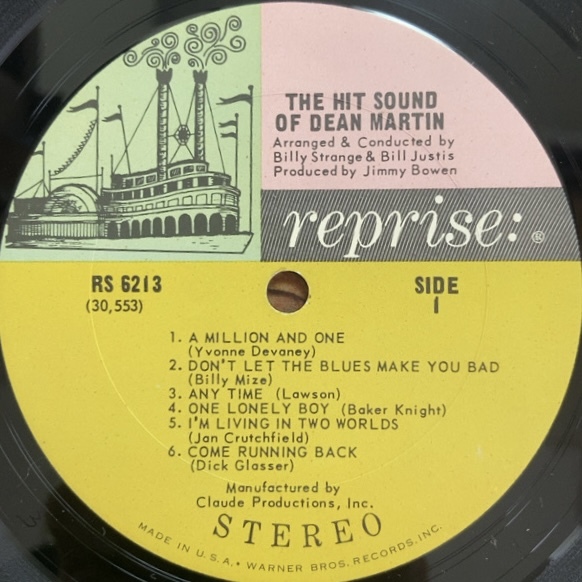 THE HIT SOUND
OF DEAN MARTIN
Arranged & Conducted by
Billy Strange & Bill Justis
Produced by Jimmy Bowen
reprise: ®
RS 6213
(30,553)
SIDE
1
1. A MILLION AND ONE
(Yvonne Devaney)
2. DON'T LET THE BLUES MAKE YOU BAD
(Billy Mize)
3. ANY TIME (Lawson)
4. ONE LONELY BOY (Baker Knight)
5. I'M LIVING IN TWO WORLDS
(Jan Crutchfield)
6. COME RUNNING BACK
(Dick Glasser)
Manufactured by
Claude Productions, Inc.
STEREO
MADE IN U.S.A. • WARNER BROS. RECORDS, INC.